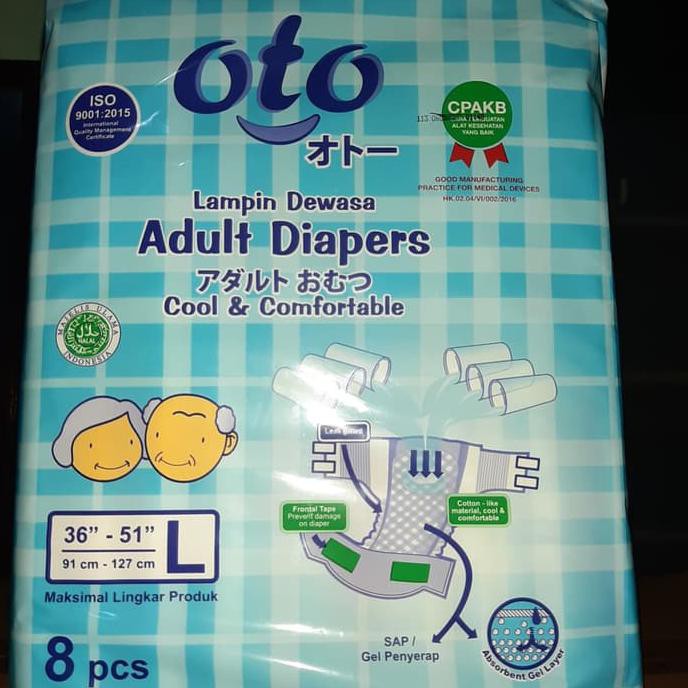 oto
オトー
ISO
9001:2015
International
Quality Management
Certificate
CPAKB
CARA PEMBUATAN
ALAT KESEHATAN
YANG BAIK
GOOD MANUFACTURING
PRACTICE FOR MEDICAL DEVICES
HK.02.04/VI/002/2016
Lampin Dewasa
Adult Diapers
アダルト おむつ
Cool & Comfortable
MAJELIS ULAMA
حلال
HALAL
INDONESIA
Leak Guard
Frontal Tape
Prevent damage
on diaper
Cotton - like
material, cool &
comfortable
36" - 51"
91 cm - 127 cm
L
Maksimal Lingkar Produk
8 pcs
SAP /
Gel Penyerap
Absorbent Gel Layer